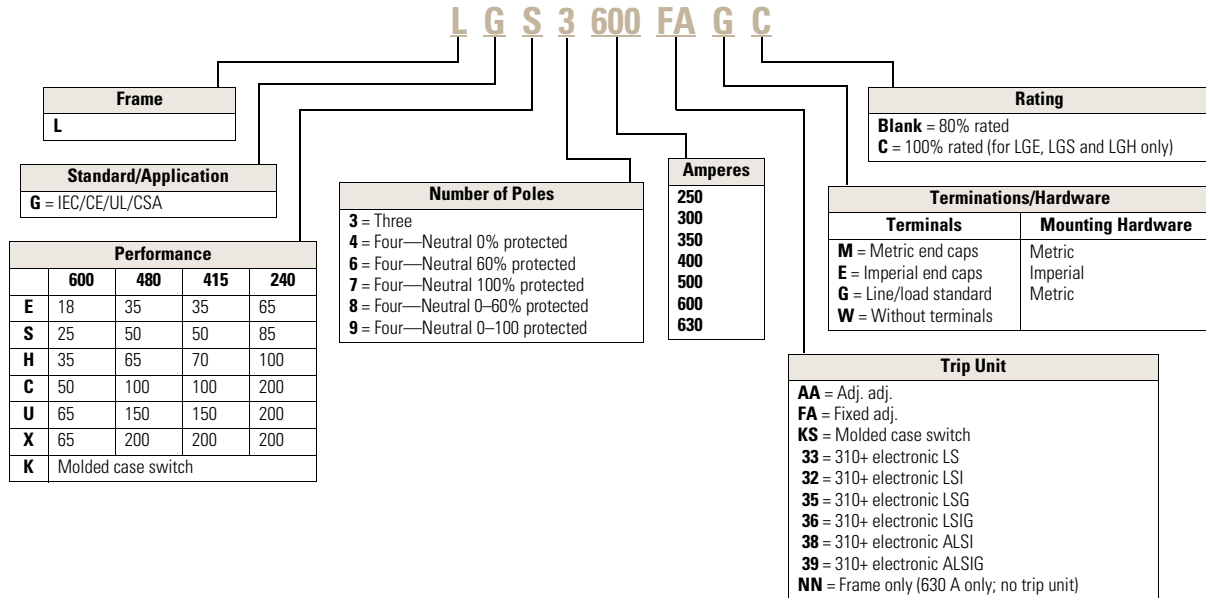 L G S 3 600 FA G C
Frame
L
Standard/Application
G = IEC/CE/UL/CSA
Performance
600 480 415 240
E 18 35 35 65
S 25 50 50 85
H 35 65 70 100
C 50 100 100 200
U 65 150 150 200
X 65 200 200 200
K Molded case switch
Number of Poles
3 = Three
4 = Four—Neutral 0% protected
6 = Four—Neutral 60% protected
7 = Four—Neutral 100% protected
8 = Four—Neutral 0–60% protected
9 = Four—Neutral 0–100 protected
Amperes
250
300
350
400
500
600
630
Rating
Blank = 80% rated
C = 100% rated (for LGE, LGS and LGH only)
Terminations/Hardware
Terminals Mounting Hardware
M = Metric end caps Metric
E = Imperial end caps Imperial
G = Line/load standard Metric
W = Without terminals
Trip Unit
AA = Adj. adj.
FA = Fixed adj.
KS = Molded case switch
33 = 310+ electronic LS
32 = 310+ electronic LSI
35 = 310+ electronic LSG
36 = 310+ electronic LSIG
38 = 310+ electronic ALSI
39 = 310+ electronic ALSIG
NN = Frame only (630 A only; no trip unit)